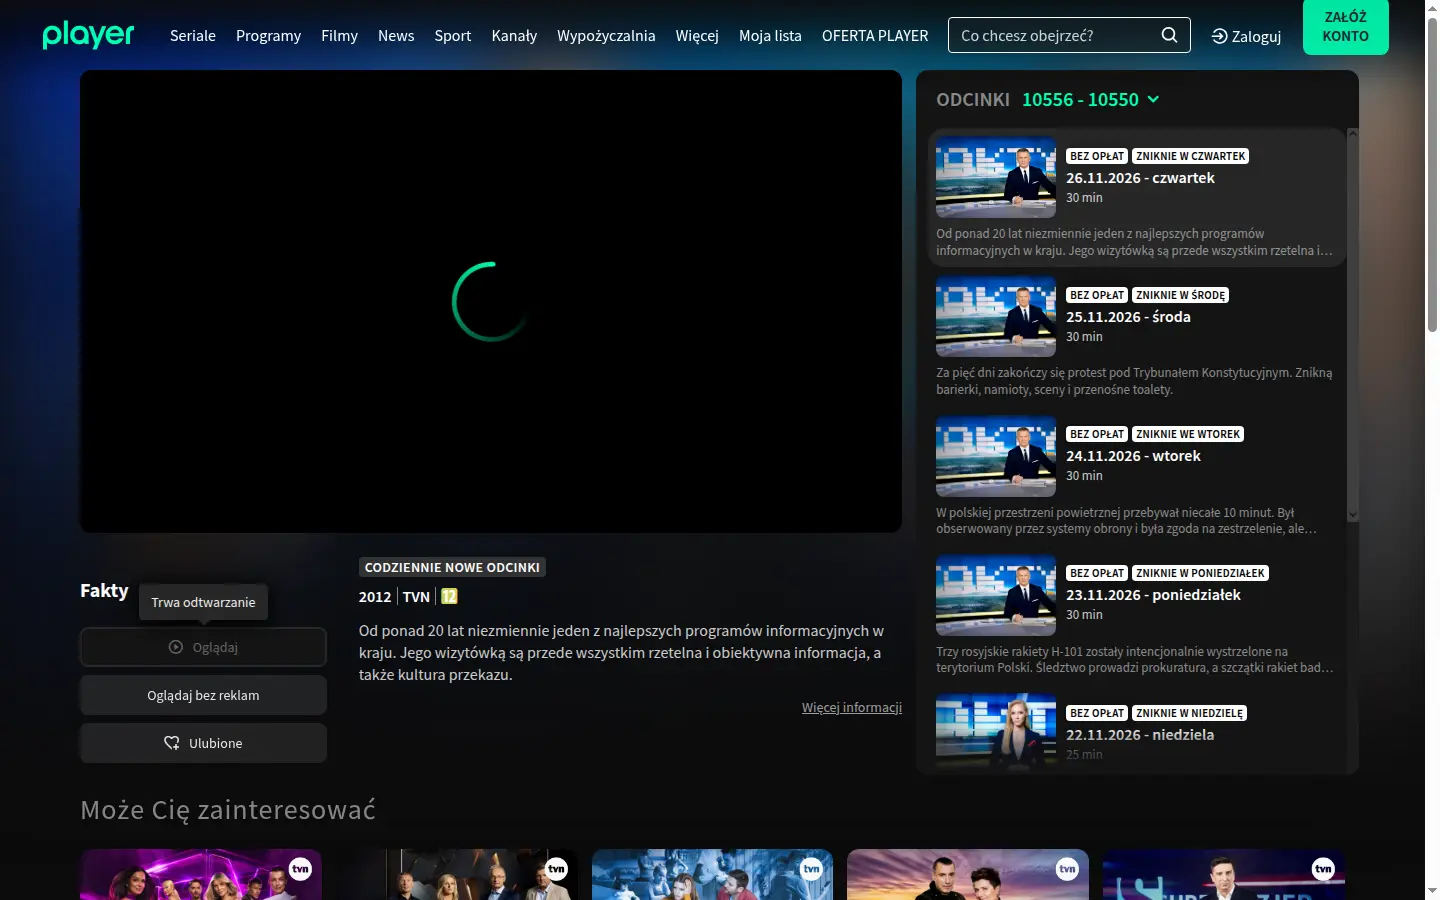 player
Seriale Programy Filmy News Sport Kanały Wypożyczalnia Więcej Moja lista OFERTA PLAYER
Co chcesz obejrzeć?
Zaloguj
ZAŁÓŻ
KONTO
ODCINKI 10556 - 10550
BEZ OPŁAT ZNIKNIE W CZWARTEK
26.11.2026 - czwartek
30 min
Od ponad 20 lat niezmiennie jeden z najlepszych programów
informacyjnych w kraju. Jego wizytówką są przede wszystkim rzetelna i...
BEZ OPŁAT ZNIKNIE W ŚRODĘ
25.11.2026 - środa
30 min
Za pięć dni zakończy się protest pod Trybunałem Konstytucyjnym. Znikną
barierki, namioty, sceny i przenośne toalety.
BEZ OPŁAT ZNIKNIE WE WTOREK
24.11.2026 - wtorek
30 min
W polskiej przestrzeni powietrznej przebywał niecałe 10 minut. Był
obserwowany przez systemy obrony i była zgoda na zestrzelenie, ale...
BEZ OPŁAT ZNIKNIE W PONIEDZIAŁEK
23.11.2026 - poniedziałek
30 min
Trzy rosyjskie rakiety H-101 zostały intencjonalnie wystrzelone na
terytorium Polski. Śledztwo prowadzi prokuratura, a szczątki rakiet bad...
BEZ OPŁAT ZNIKNIE W NIEDZIELĘ
22.11.2026 - niedziela
25 min
Fakty
Trwa odtwarzanie
Oglądaj
Oglądaj bez reklam
Ulubione
CODZIENNIE NOWE ODCINKI
2012 TVN 12
Od ponad 20 lat niezmiennie jeden z najlepszych programów informacyjnych w
kraju. Jego wizytówką są przede wszystkim rzetelna i obiektywna informacja, a
także kultura przekazu.
Więcej informacji
Może Cię zainteresować
tvn
tvn
tvn
tvn
tvn